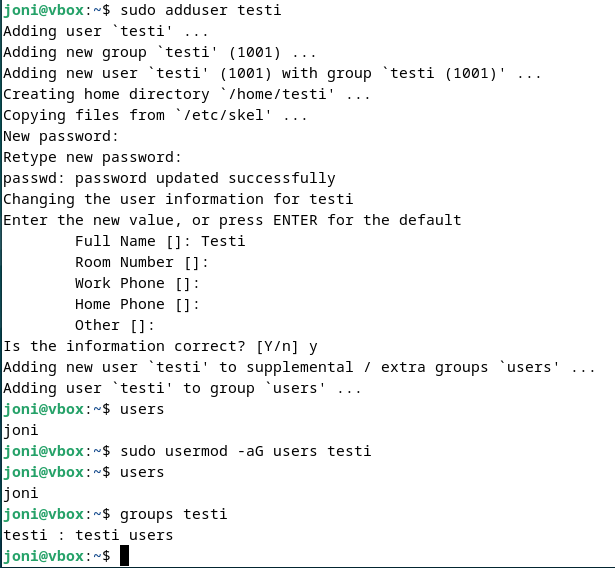 joni@vbox:~$ sudo adduser testi
Adding user `testi' ...
Adding new group `testi' (1001) ...
Adding new user `testi' (1001) with group `testi (1001)' ...
Creating home directory `/home/testi' ...
Copying files from `/etc/skel' ...
New password:
Retype new password:
passwd: password updated successfully
Changing the user information for testi
Enter the new value, or press ENTER for the default
        Full Name []: Testi
        Room Number []:
        Work Phone []:
        Home Phone []:
        Other []:
Is the information correct? [Y/n] y
Adding new user `testi' to supplemental / extra groups `users' ...
Adding user `testi' to group `users' ...
joni@vbox:~$ users
joni
joni@vbox:~$ sudo usermod -aG users testi
joni@vbox:~$ users
joni
joni@vbox:~$ groups testi
testi : testi users
joni@vbox:~$